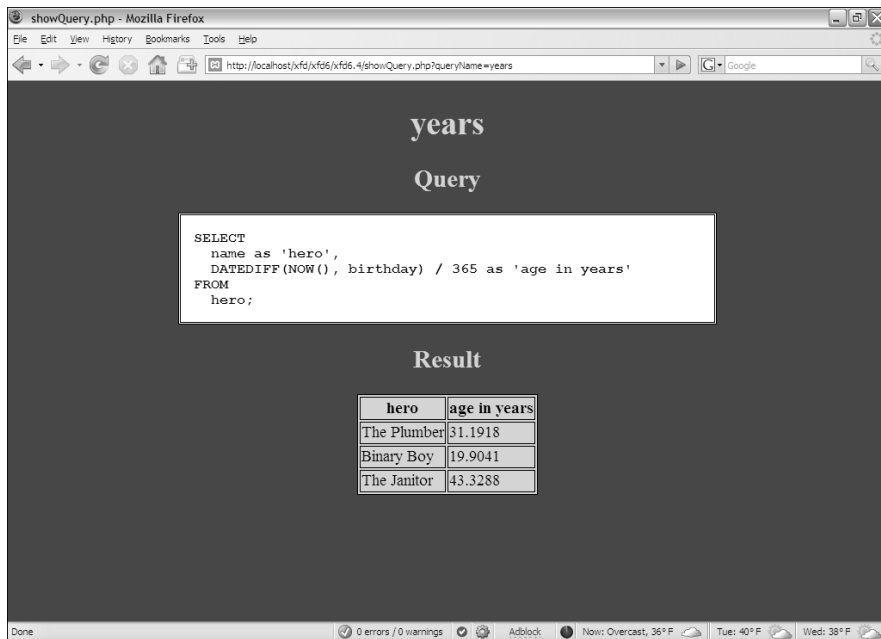 showQuery.php - Mozilla Firefox
File Edit View History Bookmarks Tools Help
http://localhost/xfd/xfd6/xfd6.4/showQuery.php?queryName=years
G Google
years
Query
SELECT
name as 'hero',
DATEDIFF(NOW(), birthday) / 365 as 'age in years'
FROM
hero;
Result
hero age in years
The Plumber 31.1918
Binary Boy 19.9041
The Janitor 43.3288
Done 0 errors / 0 warnings Adblock Now: Overcast, 36° F Tue: 40° F Wed: 38° F